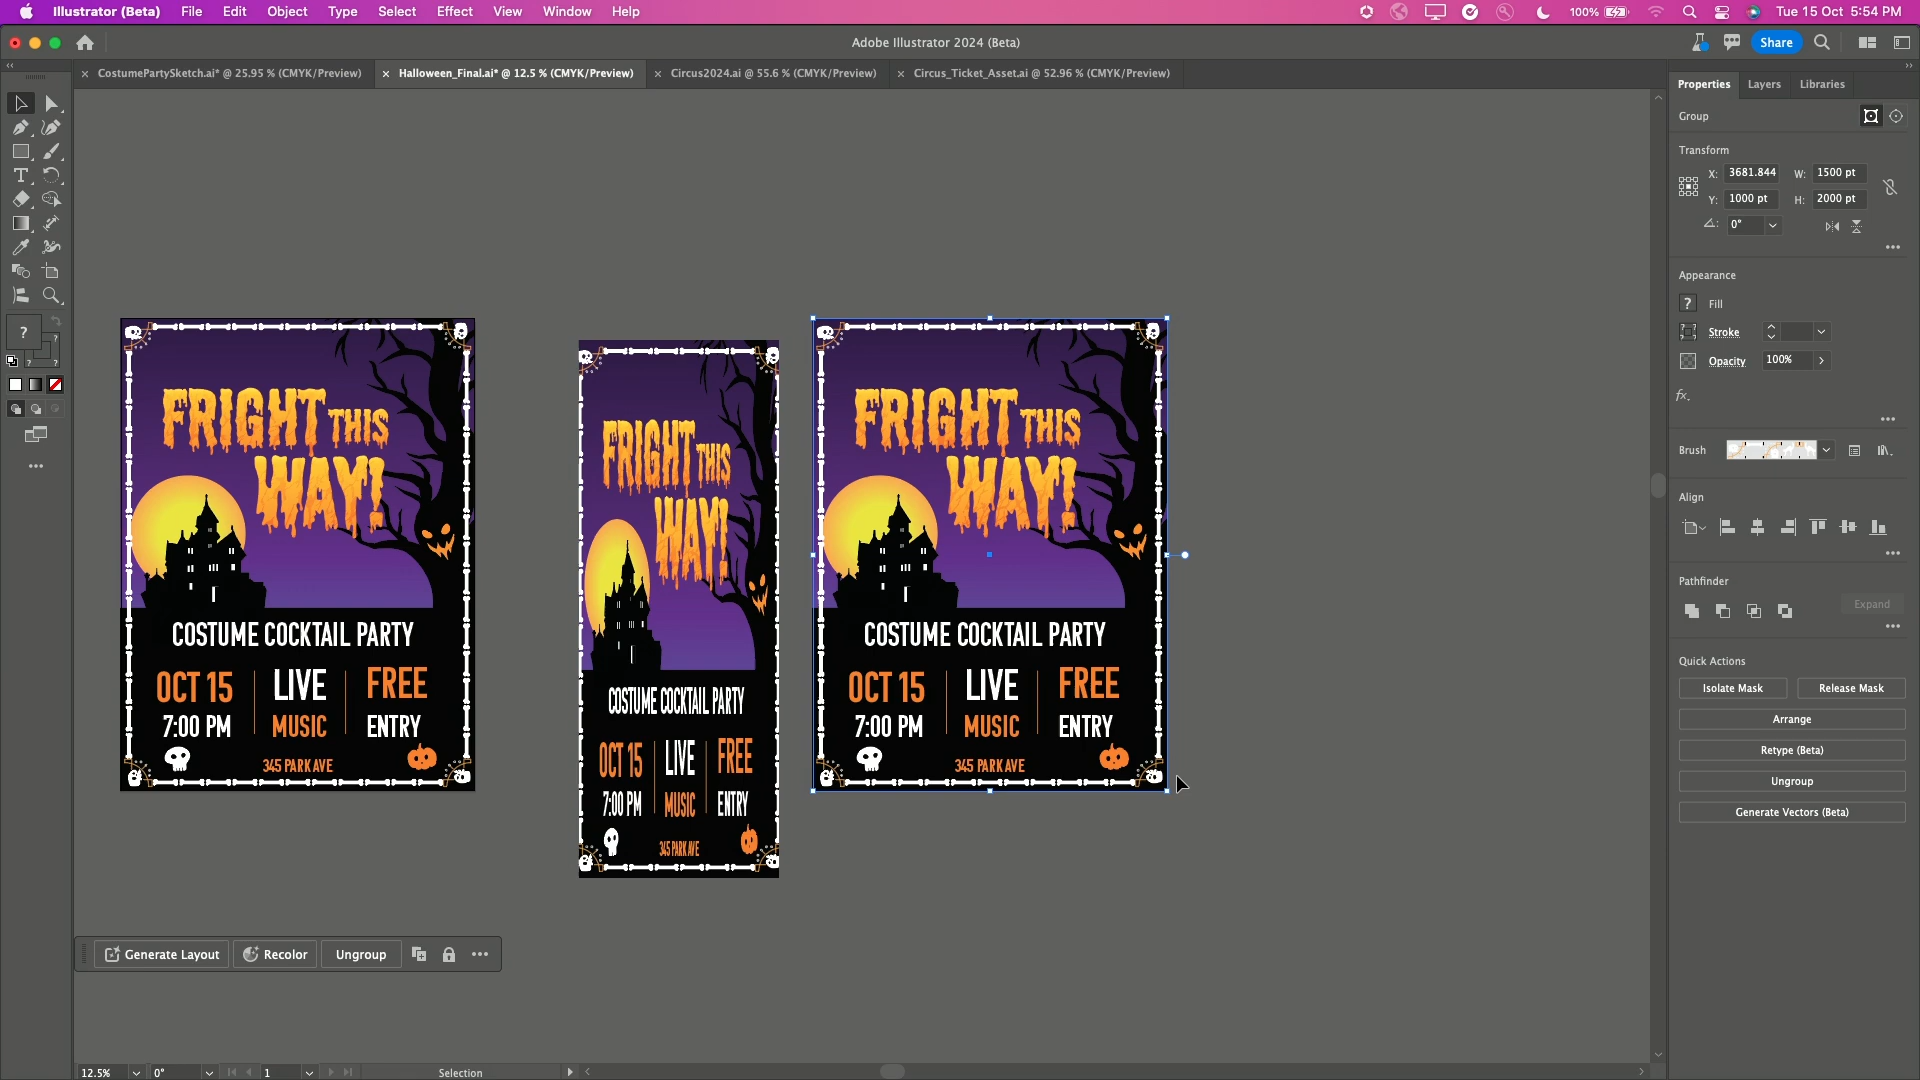 Illustrator (Beta) File Edit Object Type Select Effect View Window Help
100% Tue 15 Oct 5:54 PM
Adobe Illustrator 2024 (Beta)
Share
CostumePartySketch.ai* @ 25.95 % (CMYK/Preview)
Halloween_Final.ai* @ 12.5 % (CMYK/Preview)
Circus2024.ai @ 55.6 % (CMYK/Preview)
Circus_Ticket_Asset.ai @ 52.96 % (CMYK/Preview)
FRIGHT THIS
WAY!
COSTUME COCKTAIL PARTY
OCT 15 LIVE FREE
7:00 PM MUSIC ENTRY
345 PARK AVE
FRIGHT THIS
WAY!
COSTUME COCKTAIL PARTY
OCT 15 LIVE FREE
7:00 PM MUSIC ENTRY
345 PARK AVE
FRIGHT THIS
WAY!
COSTUME COCKTAIL PARTY
OCT 15 LIVE FREE
7:00 PM MUSIC ENTRY
345 PARK AVE
Generate Layout Recolor Ungroup
12.5% 0° 1 Selection
Properties Layers Libraries
Group
Transform
X: 3681.844 W: 1500 pt
Y: 1000 pt H: 2000 pt
0°
Appearance
? Fill
Stroke
Opacity 100%
fx.
Brush
Align
Pathfinder
Expand
Quick Actions
Isolate Mask Release Mask
Arrange
Retype (Beta)
Ungroup
Generate Vectors (Beta)